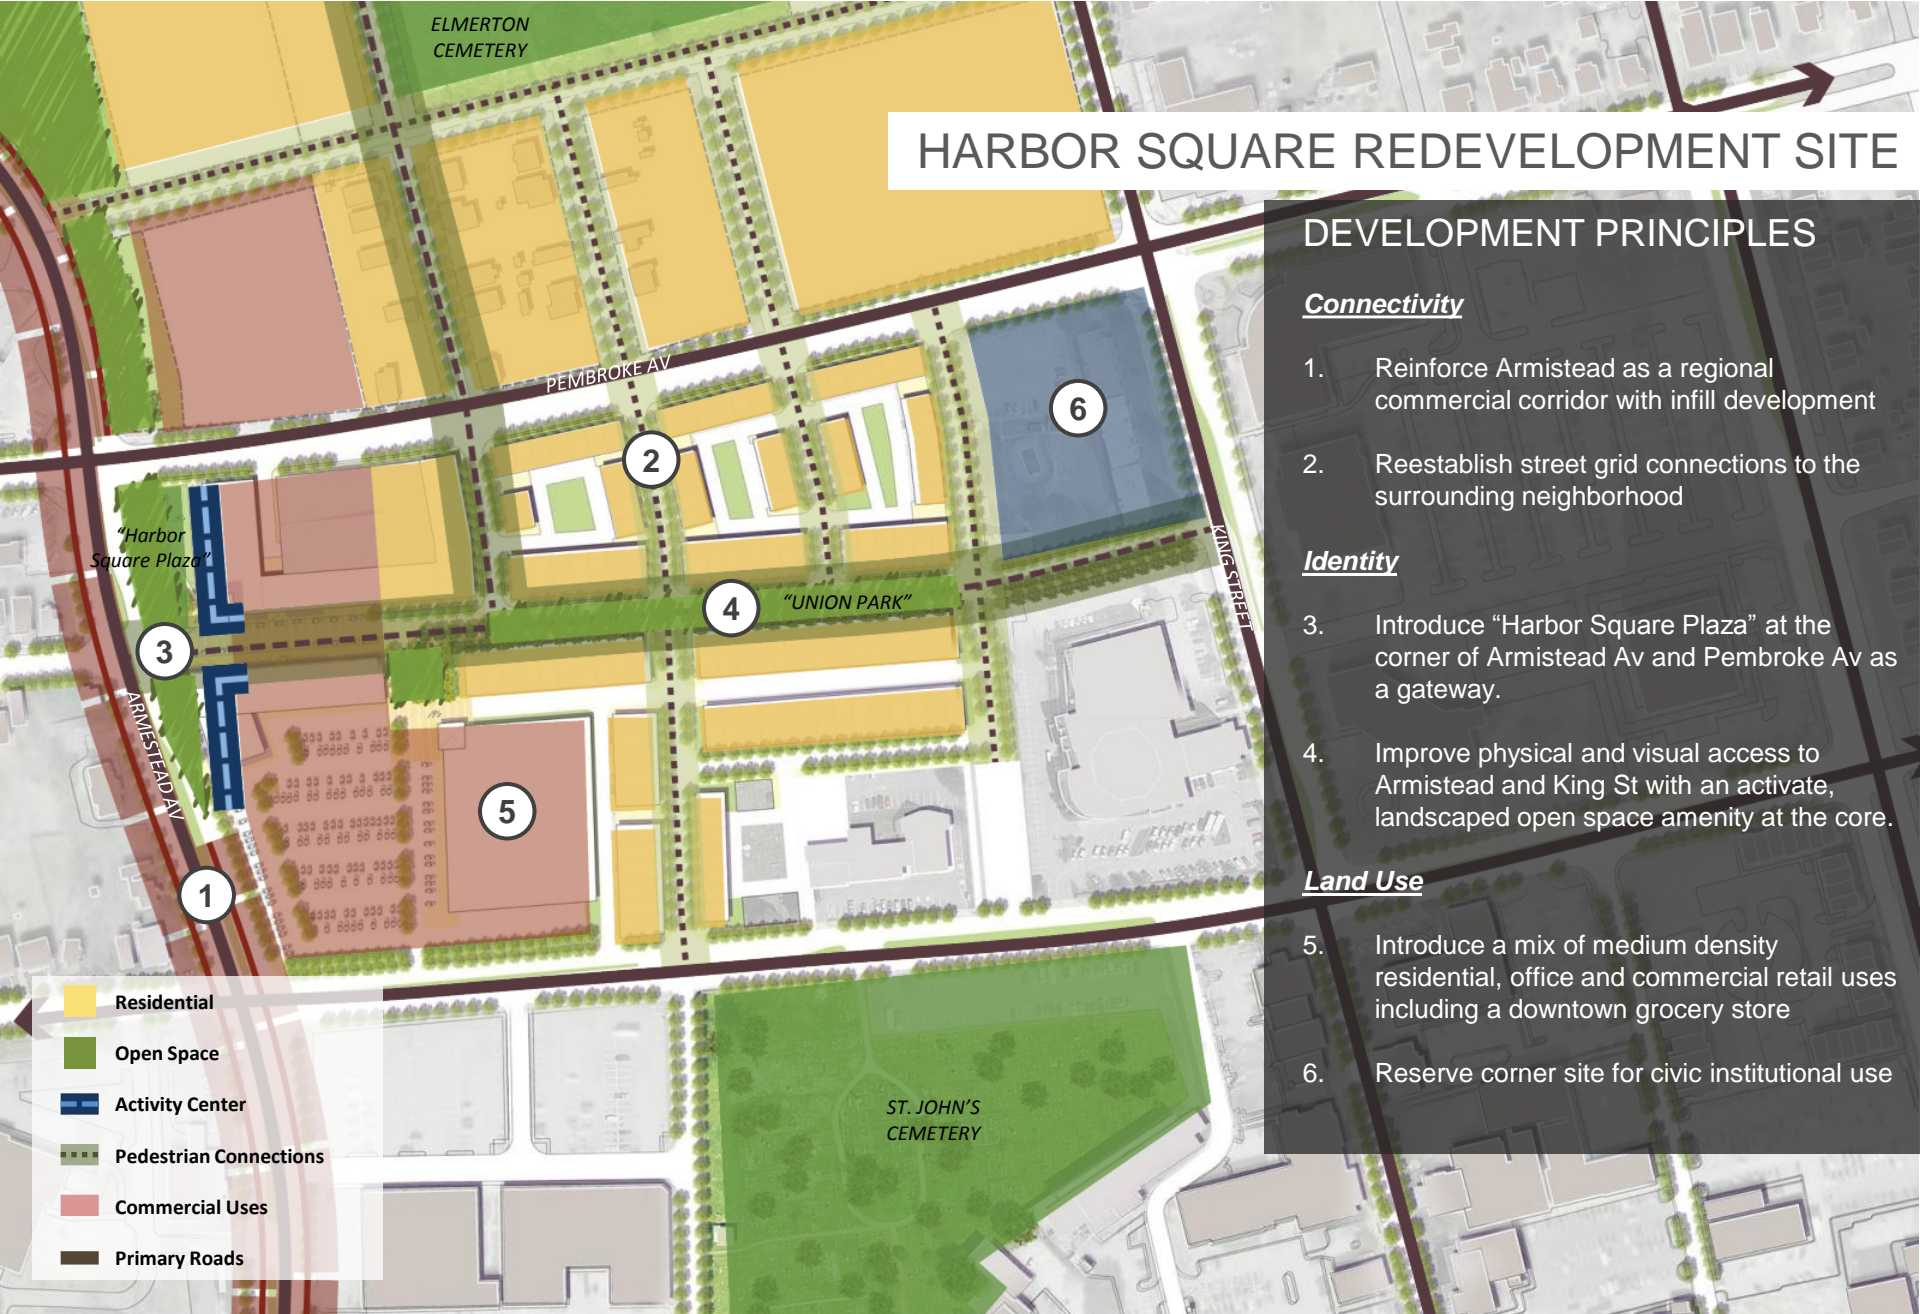 ELMERTON
CEMETERY
HARBOR SQUARE REDEVELOPMENT SITE
DEVELOPMENT PRINCIPLES
Connectivity
1. Reinforce Armistead as a regional
commercial corridor with infill development
2. Reestablish street grid connections to the
surrounding neighborhood
Identity
3. Introduce “Harbor Square Plaza” at the
corner of Armistead Av and Pembroke Av as
a gateway.
4. Improve physical and visual access to
Armistead and King St with an activate,
landscaped open space amenity at the core.
Land Use
5. Introduce a mix of medium density
residential, office and commercial retail uses
including a downtown grocery store
6. Reserve corner site for civic institutional use
PEMBROKE AV
6
2
“Harbor
Square Plaza”
KING STREET
4
“UNION PARK”
3
ARMESTEAD AV
5
1
Residential
Open Space
Activity Center
Pedestrian Connections
Commercial Uses
Primary Roads
ST. JOHN’S
CEMETERY